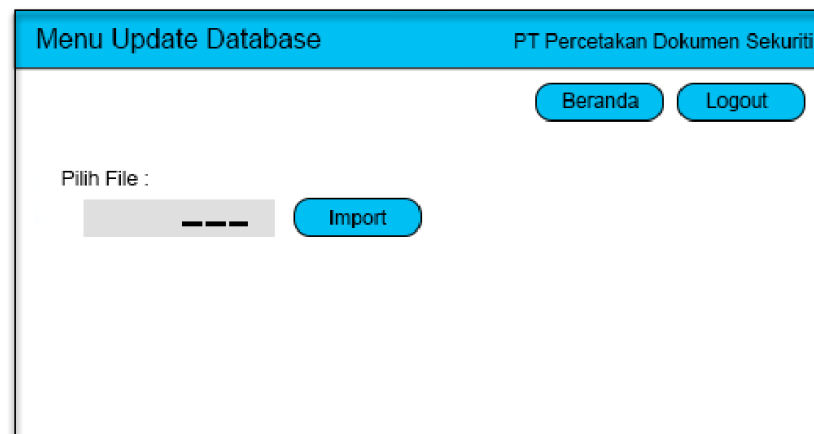 Menu Update Database
PT Percetakan Dokumen Sekuriti
Beranda
Logout
Pilih File :
Import